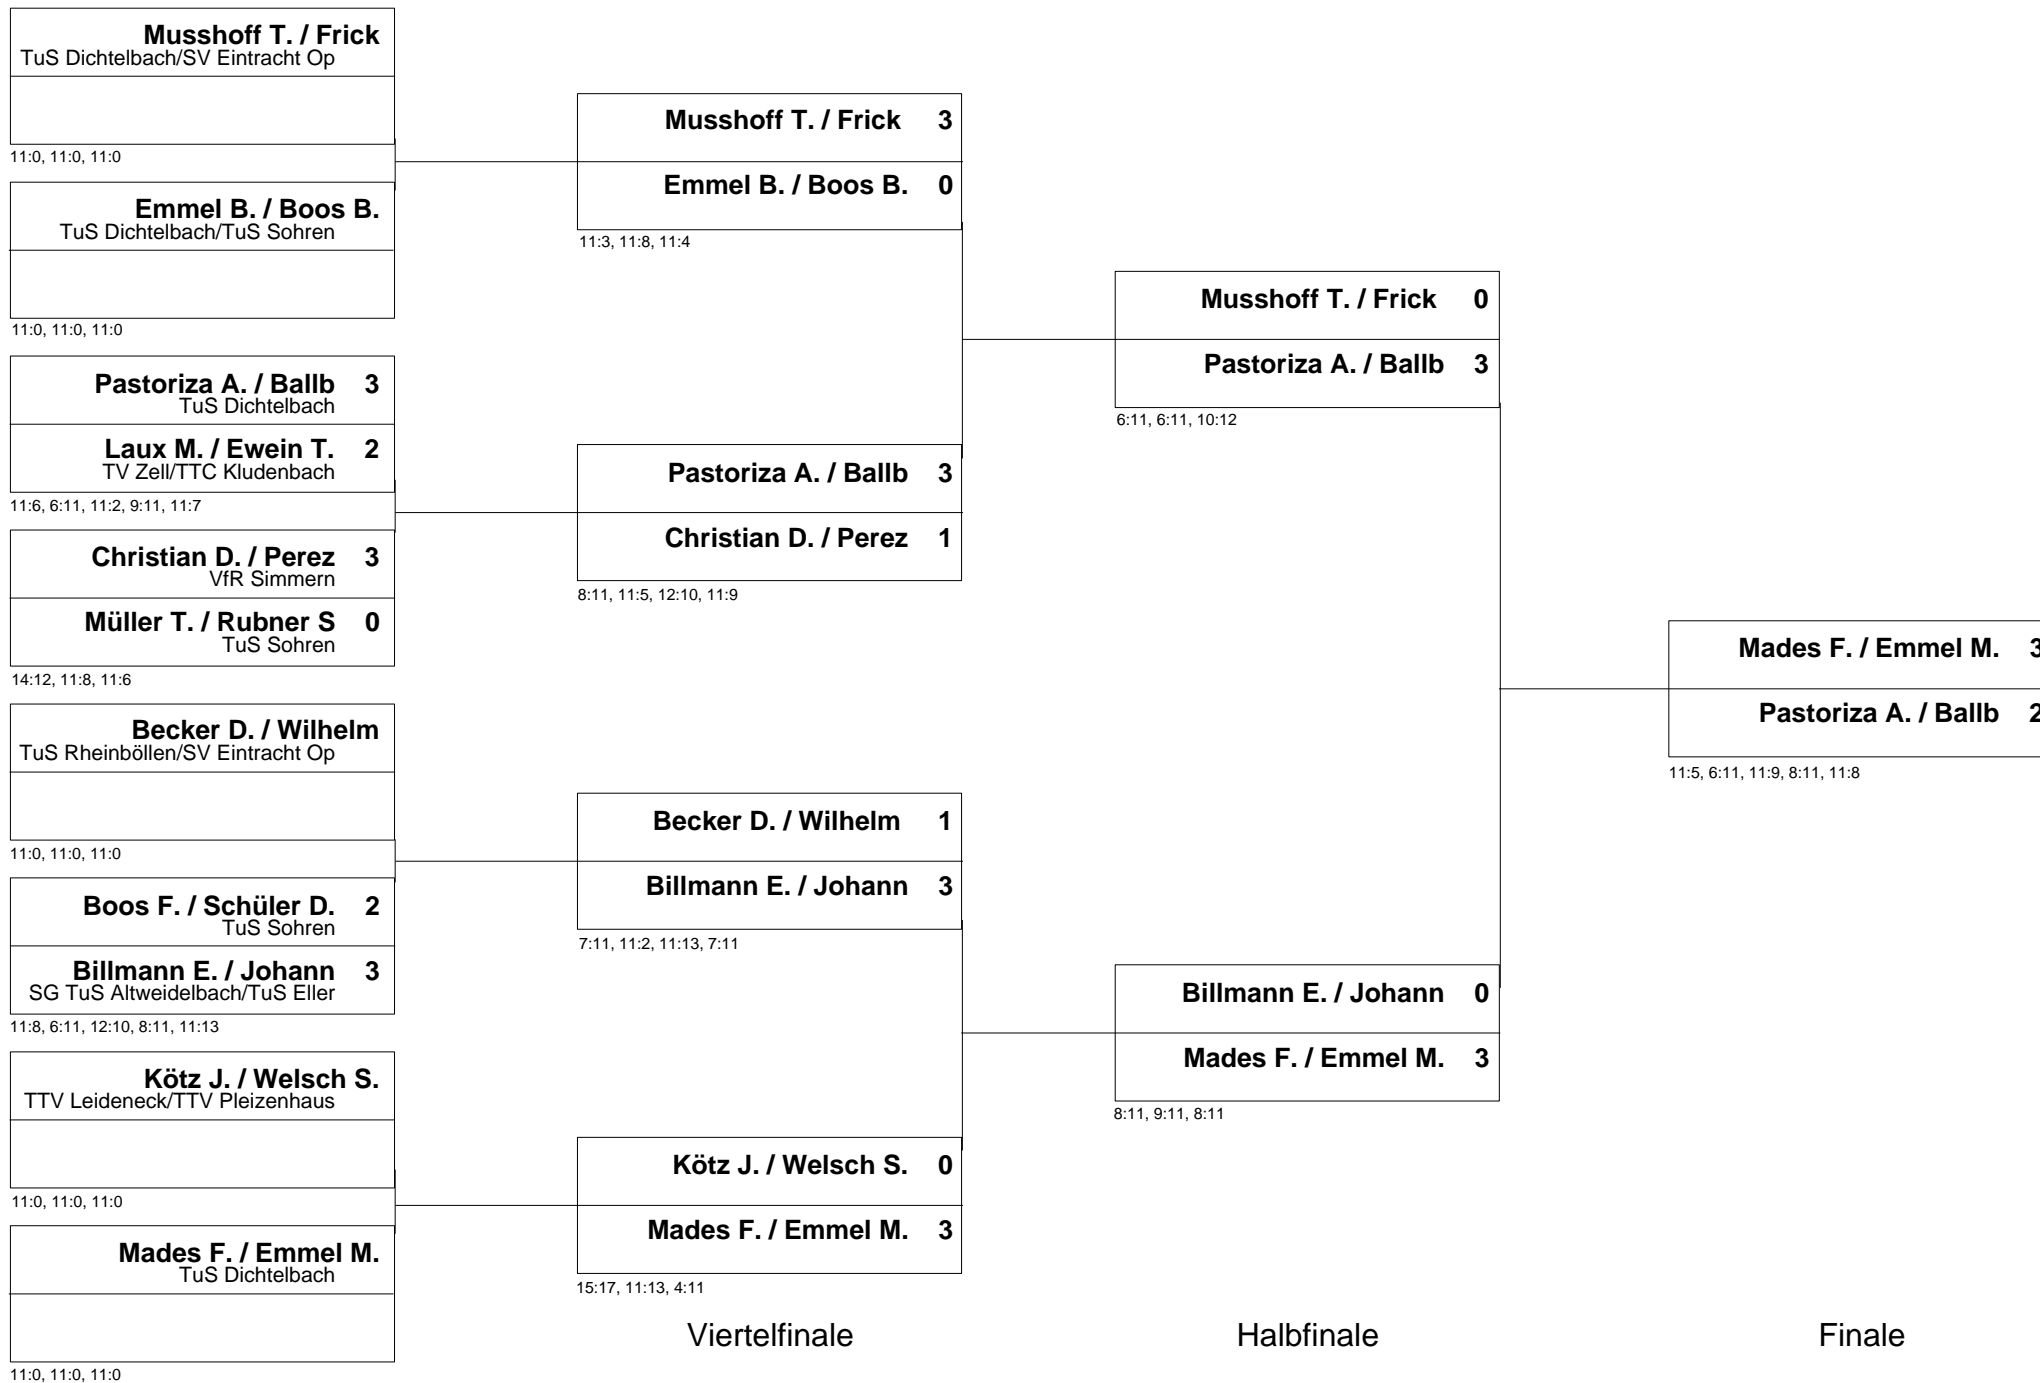 Musshoff T. / Frick
TuS Dichtelbach/SV Eintracht Op
11:0, 11:0, 11:0
Emmel B. / Boos B.
TuS Dichtelbach/TuS Sohren
11:0, 11:0, 11:0
Pastoriza A. / Ballb 3
TuS Dichtelbach
Laux M. / Ewein T. 2
TV Zell/TTC Kludenbach
11:6, 6:11, 11:2, 9:11, 11:7
Christian D. / Perez 3
VfR Simmern
Müller T. / Rubner S 0
TuS Sohren
14:12, 11:8, 11:6
Becker D. / Wilhelm
TuS Rheinböllen/SV Eintracht Op
11:0, 11:0, 11:0
Boos F. / Schüler D. 2
TuS Sohren
Billmann E. / Johann 3
SG TuS Altweidelbach/TuS Eller
11:8, 6:11, 12:10, 8:11, 11:13
Kötz J. / Welsch S.
TTV Leideneck/TTV Pleizenhaus
11:0, 11:0, 11:0
Mades F. / Emmel M.
TuS Dichtelbach
11:0, 11:0, 11:0
Musshoff T. / Frick 3
Emmel B. / Boos B. 0
11:3, 11:8, 11:4
Pastoriza A. / Ballb 3
Christian D. / Perez 1
8:11, 11:5, 12:10, 11:9
Becker D. / Wilhelm 1
Billmann E. / Johann 3
7:11, 11:2, 11:13, 7:11
Kötz J. / Welsch S. 0
Mades F. / Emmel M. 3
15:17, 11:13, 4:11
Viertelfinale
Musshoff T. / Frick 0
Pastoriza A. / Ballb 3
6:11, 6:11, 10:12
Billmann E. / Johann 0
Mades F. / Emmel M. 3
8:11, 9:11, 8:11
Halbfinale
Mades F. / Emmel M. 3
Pastoriza A. / Ballb 2
11:5, 6:11, 11:9, 8:11, 11:8
Finale